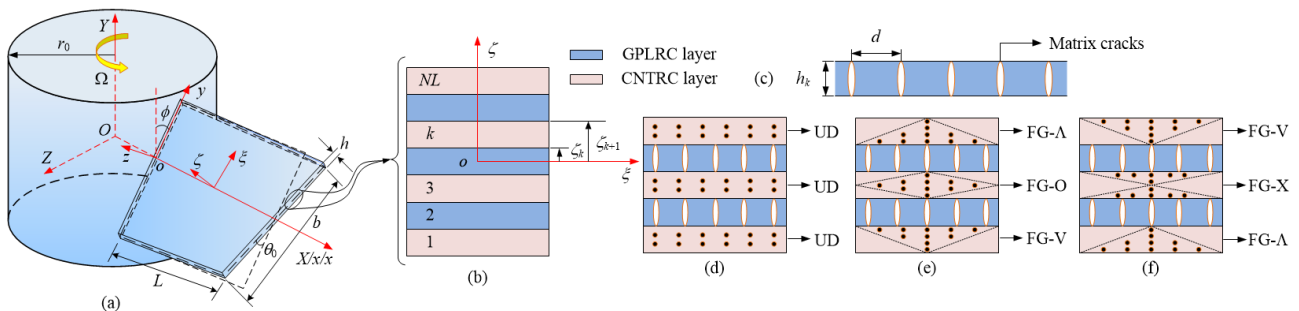 Y
r0
Ω
y
ϕ
O
Z
z
o
ζ
ξ
h
b
θ0
L
X/x/x
(a)
ζ
NL
k
o
3
2
1
ζk
ζk+1
ξ
(b)
GPLRC layer
CNTRC layer
(c)
d
hk
Matrix cracks
UD
UD
UD
(d)
FG-Λ
FG-O
FG-V
(e)
FG-V
FG-X
FG-Λ
(f)